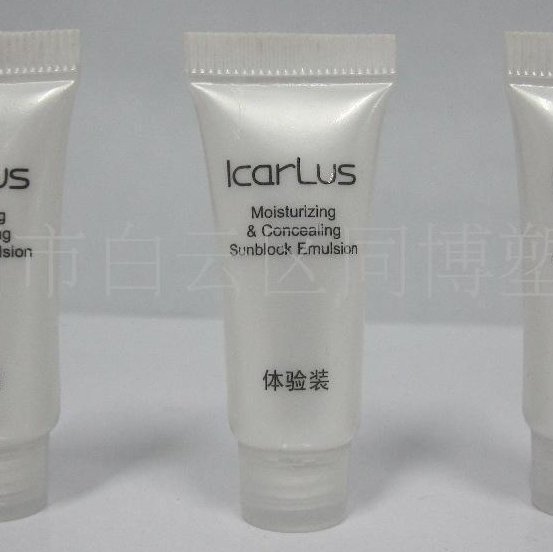 IcarLus
Moisturizing
& Concealing
Sunblock Emulsion
体验装
市白云区同博塑